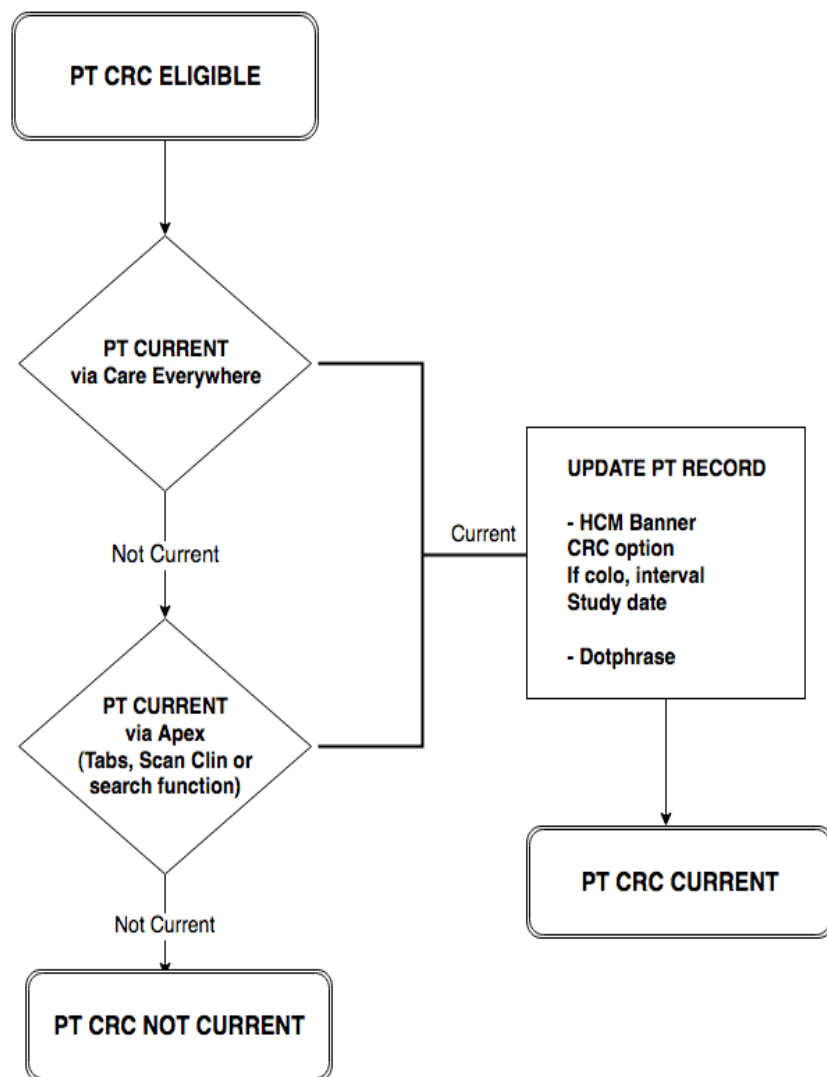 PT CRC ELIGIBLE
PT CURRENT
via Care Everywhere
Not Current
PT CURRENT
via Apex
(Tabs, Scan Clin or
search function)
Not Current
PT CRC NOT CURRENT
Current
UPDATE PT RECORD
- HCM Banner
CRC option
If colo, interval
Study date
- Dotphrase
PT CRC CURRENT